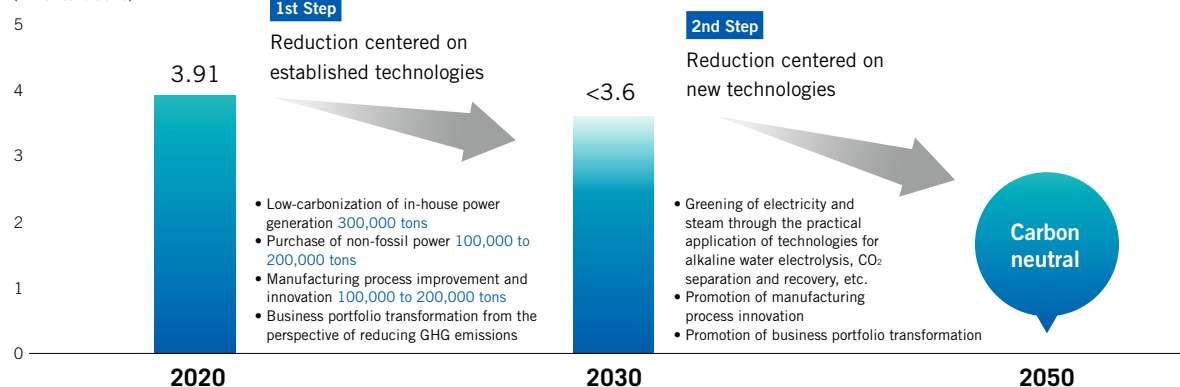 5
4
3
2
1
0
3.91
1st Step
Reduction centered on
established technologies
• Low-carbonization of in-house power
generation 300,000 tons
• Purchase of non-fossil power 100,000 to
200,000 tons
• Manufacturing process improvement and
innovation 100,000 to 200,000 tons
• Business portfolio transformation from the
perspective of reducing GHG emissions
<3.6
2nd Step
Reduction centered on
new technologies
• Greening of electricity and
steam through the practical
application of technologies for
alkaline water electrolysis, CO₂
separation and recovery, etc.
• Promotion of manufacturing
process innovation
• Promotion of business portfolio transformation
Carbon
neutral
2020
2030
2050